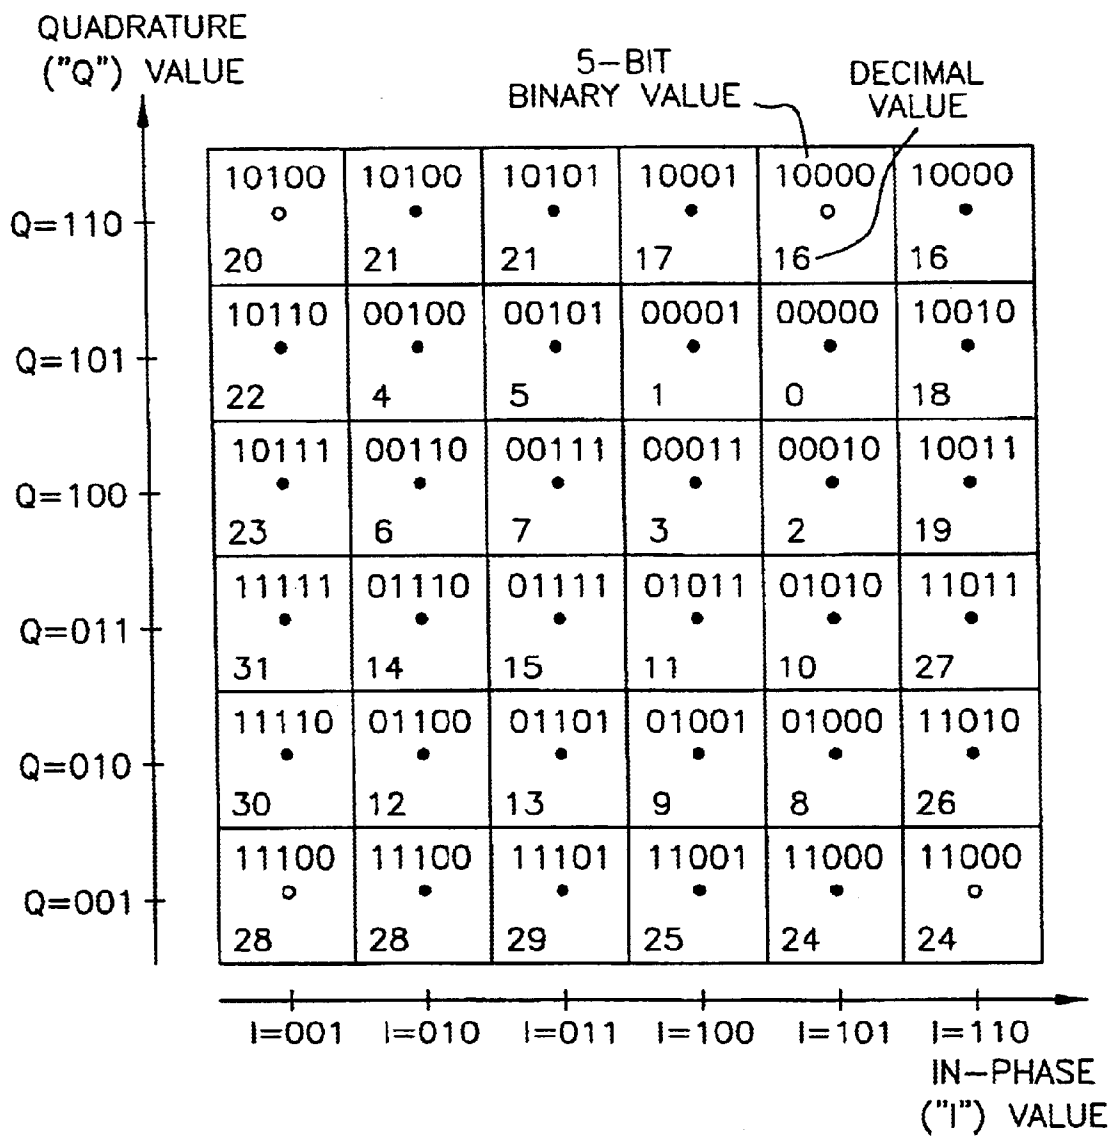 QUADRATURE
("Q") VALUE
5-BIT
BINARY VALUE
DECIMAL
VALUE
10100 10100 10101 10001 10000 10000
Q=110
20 21 21 17 16 16
10110 00100 00101 00001 00000 10010
Q=101
22 4 5 1 0 18
10111 00110 00111 00011 00010 10011
Q=100
23 6 7 3 2 19
11111 01110 01111 01011 01010 11011
Q=011
31 14 15 11 10 27
11110 01100 01101 01001 01000 11010
Q=010
30 12 13 9 8 26
11100 11100 11101 11001 11000 11000
Q=001
28 28 29 25 24 24
I=001 I=010 I=011 I=100 I=101 I=110
IN-PHASE
("I") VALUE